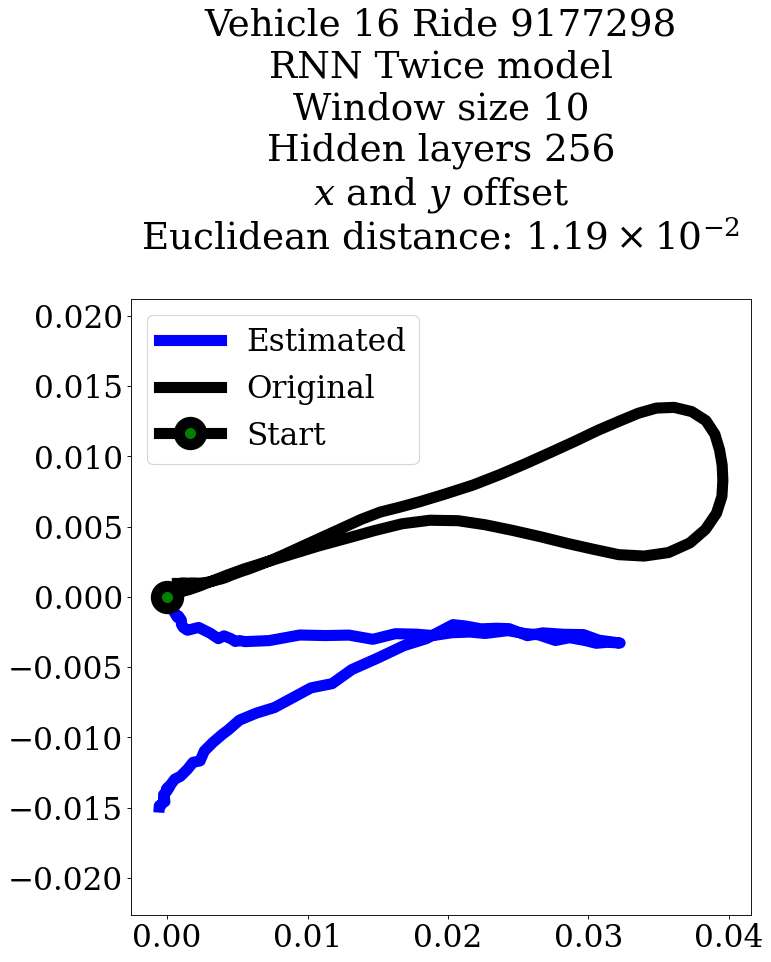 Vehicle 16 Ride 9177298
RNN Twice model
Window size 10
Hidden layers 256
x and y offset
Euclidean distance: 1.19 × 10⁻²
0.020
0.015
0.010
0.005
0.000
−0.005
−0.010
−0.015
−0.020
Estimated
Original
Start
0.00 0.01 0.02 0.03 0.04